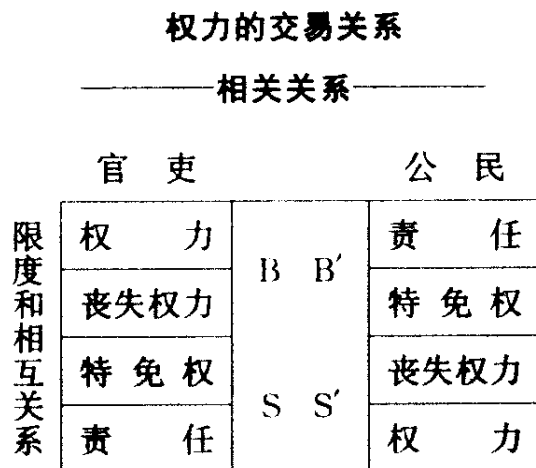 权力的交易关系
相关关系
官吏 公民
限度和相互关系
权力 B B′ 责任
丧失权力 特免权
特免权 S S′ 丧失权力
责任 权力